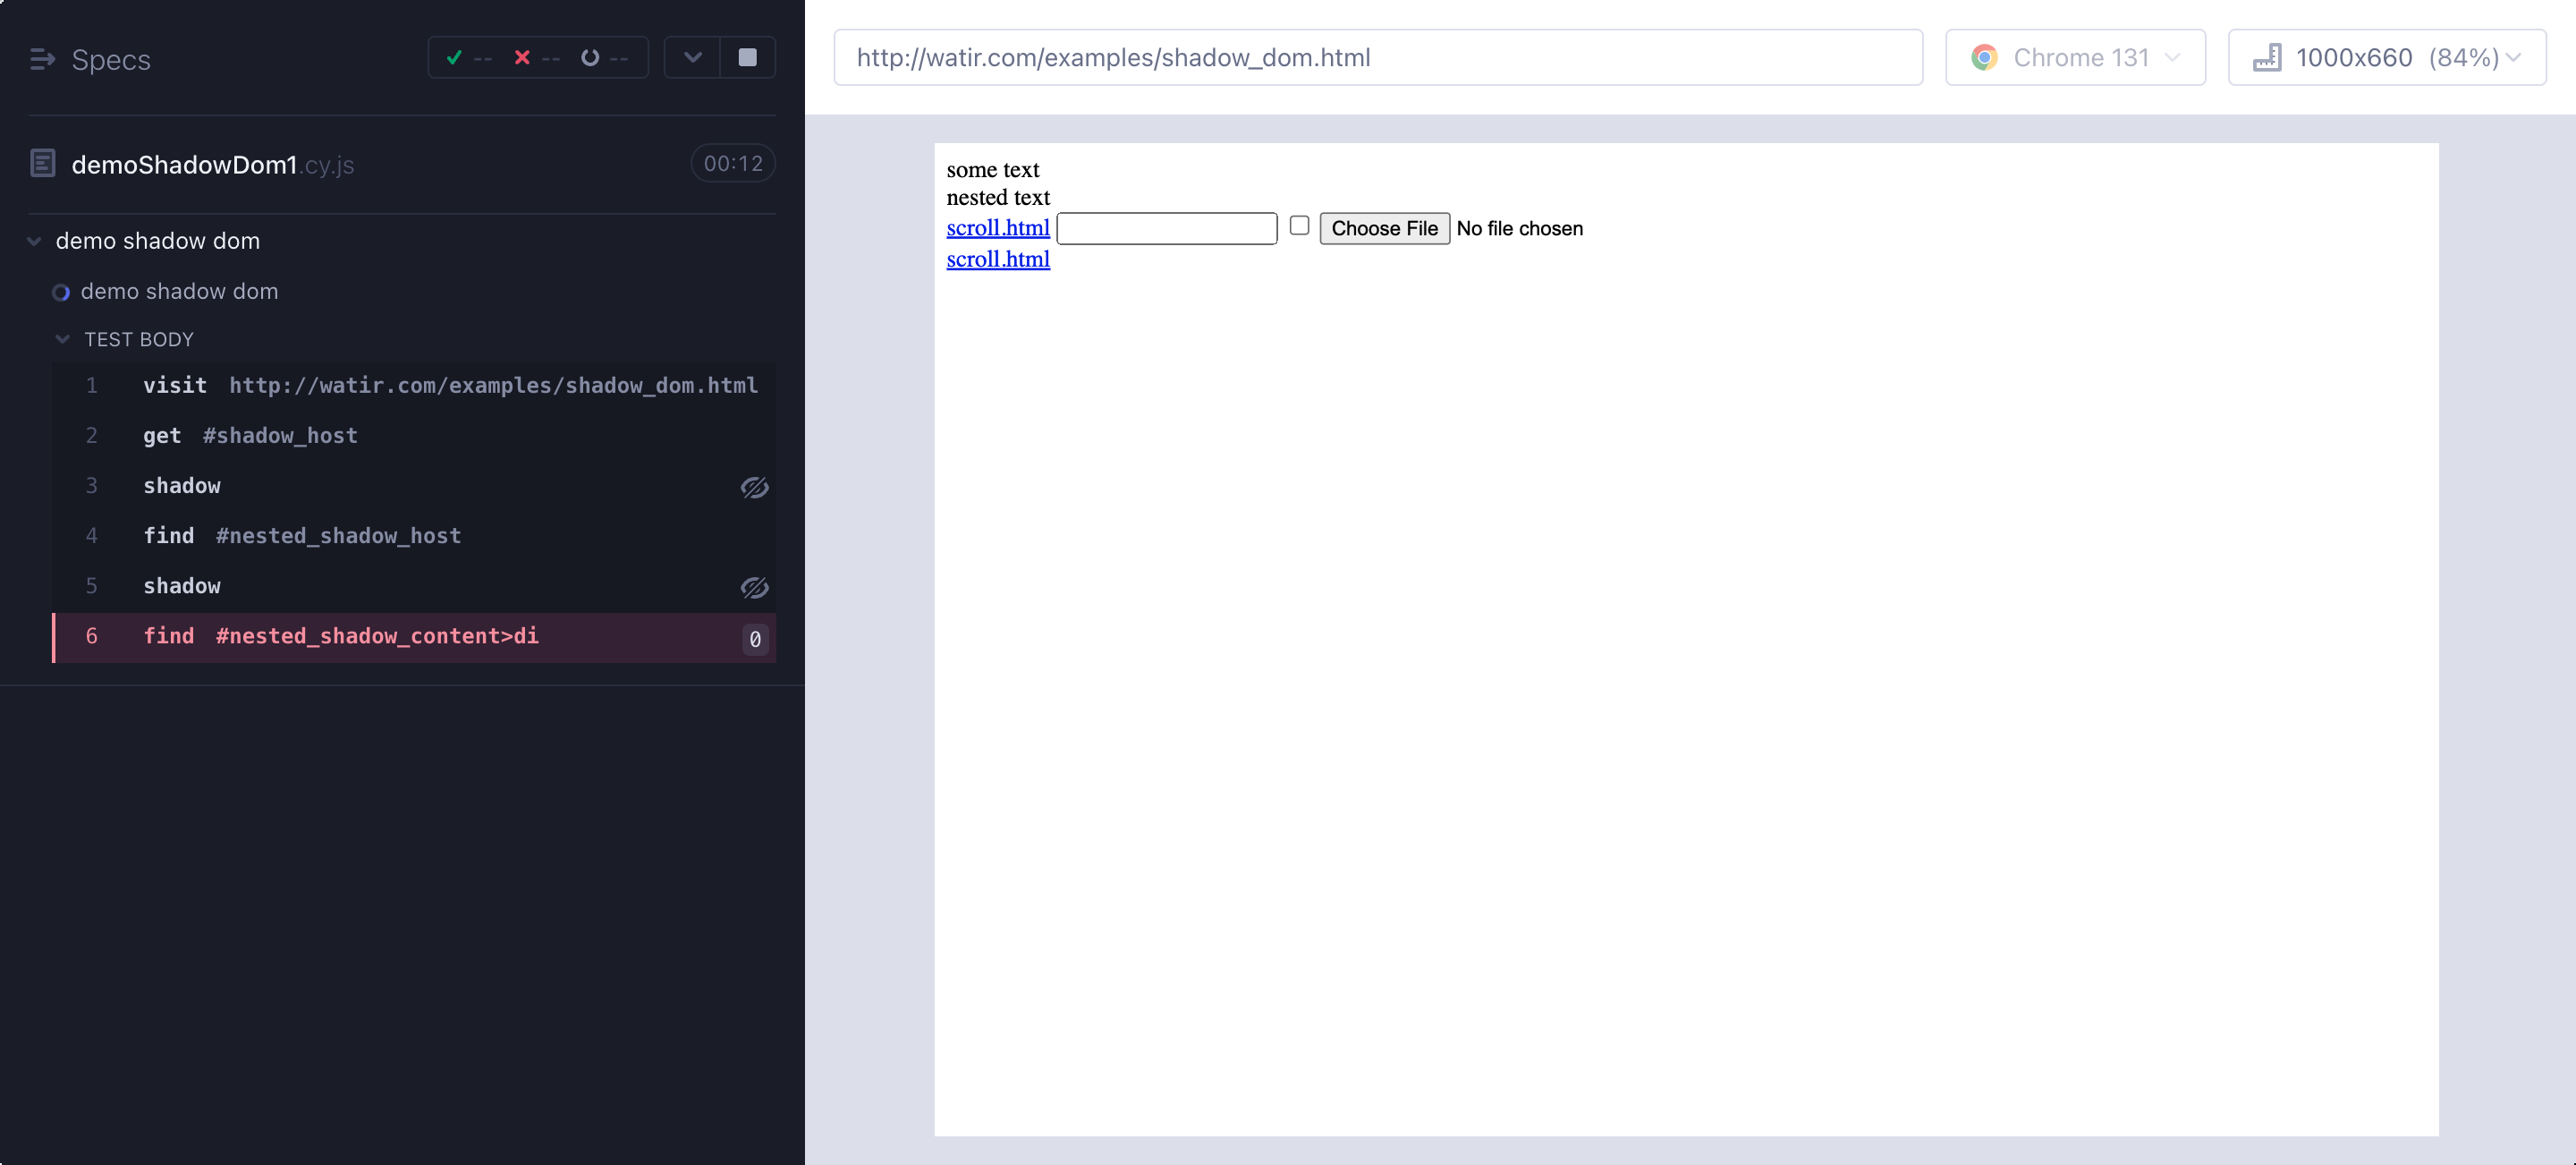 Specs
-- -- --
demoShadowDom1.cy.js 00:12
demo shadow dom
demo shadow dom
TEST BODY
1 visit http://watir.com/examples/shadow_dom.html
2 get #shadow_host
3 shadow
4 find #nested_shadow_host
5 shadow
6 find #nested_shadow_content>di 0
http://watir.com/examples/shadow_dom.html
Chrome 131
1000x660 (84%)
some text
nested text
scroll.html Choose File No file chosen
scroll.html